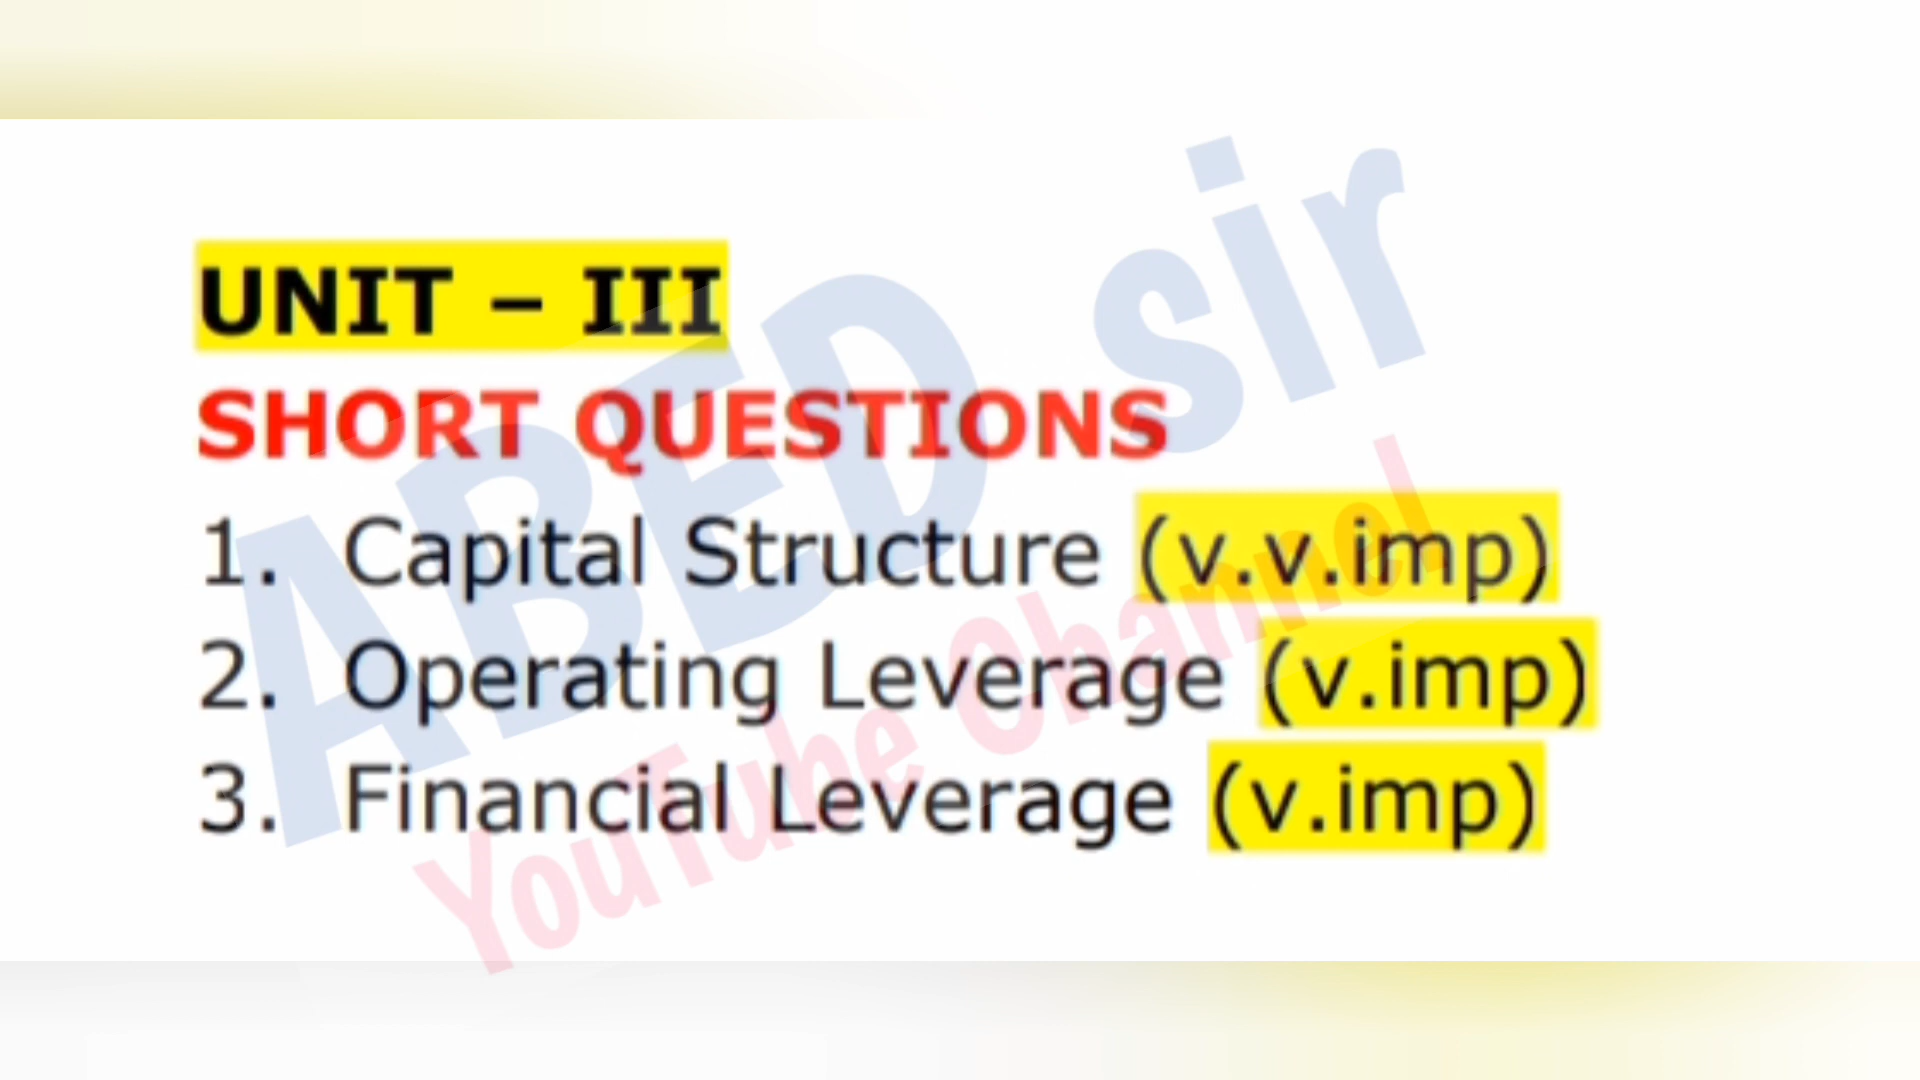 UNIT – III
SHORT QUESTIONS
1. Capital Structure (v.v.imp)
2. Operating Leverage (v.imp)
3. Financial Leverage (v.imp)
ABED sir
YouTube Channel